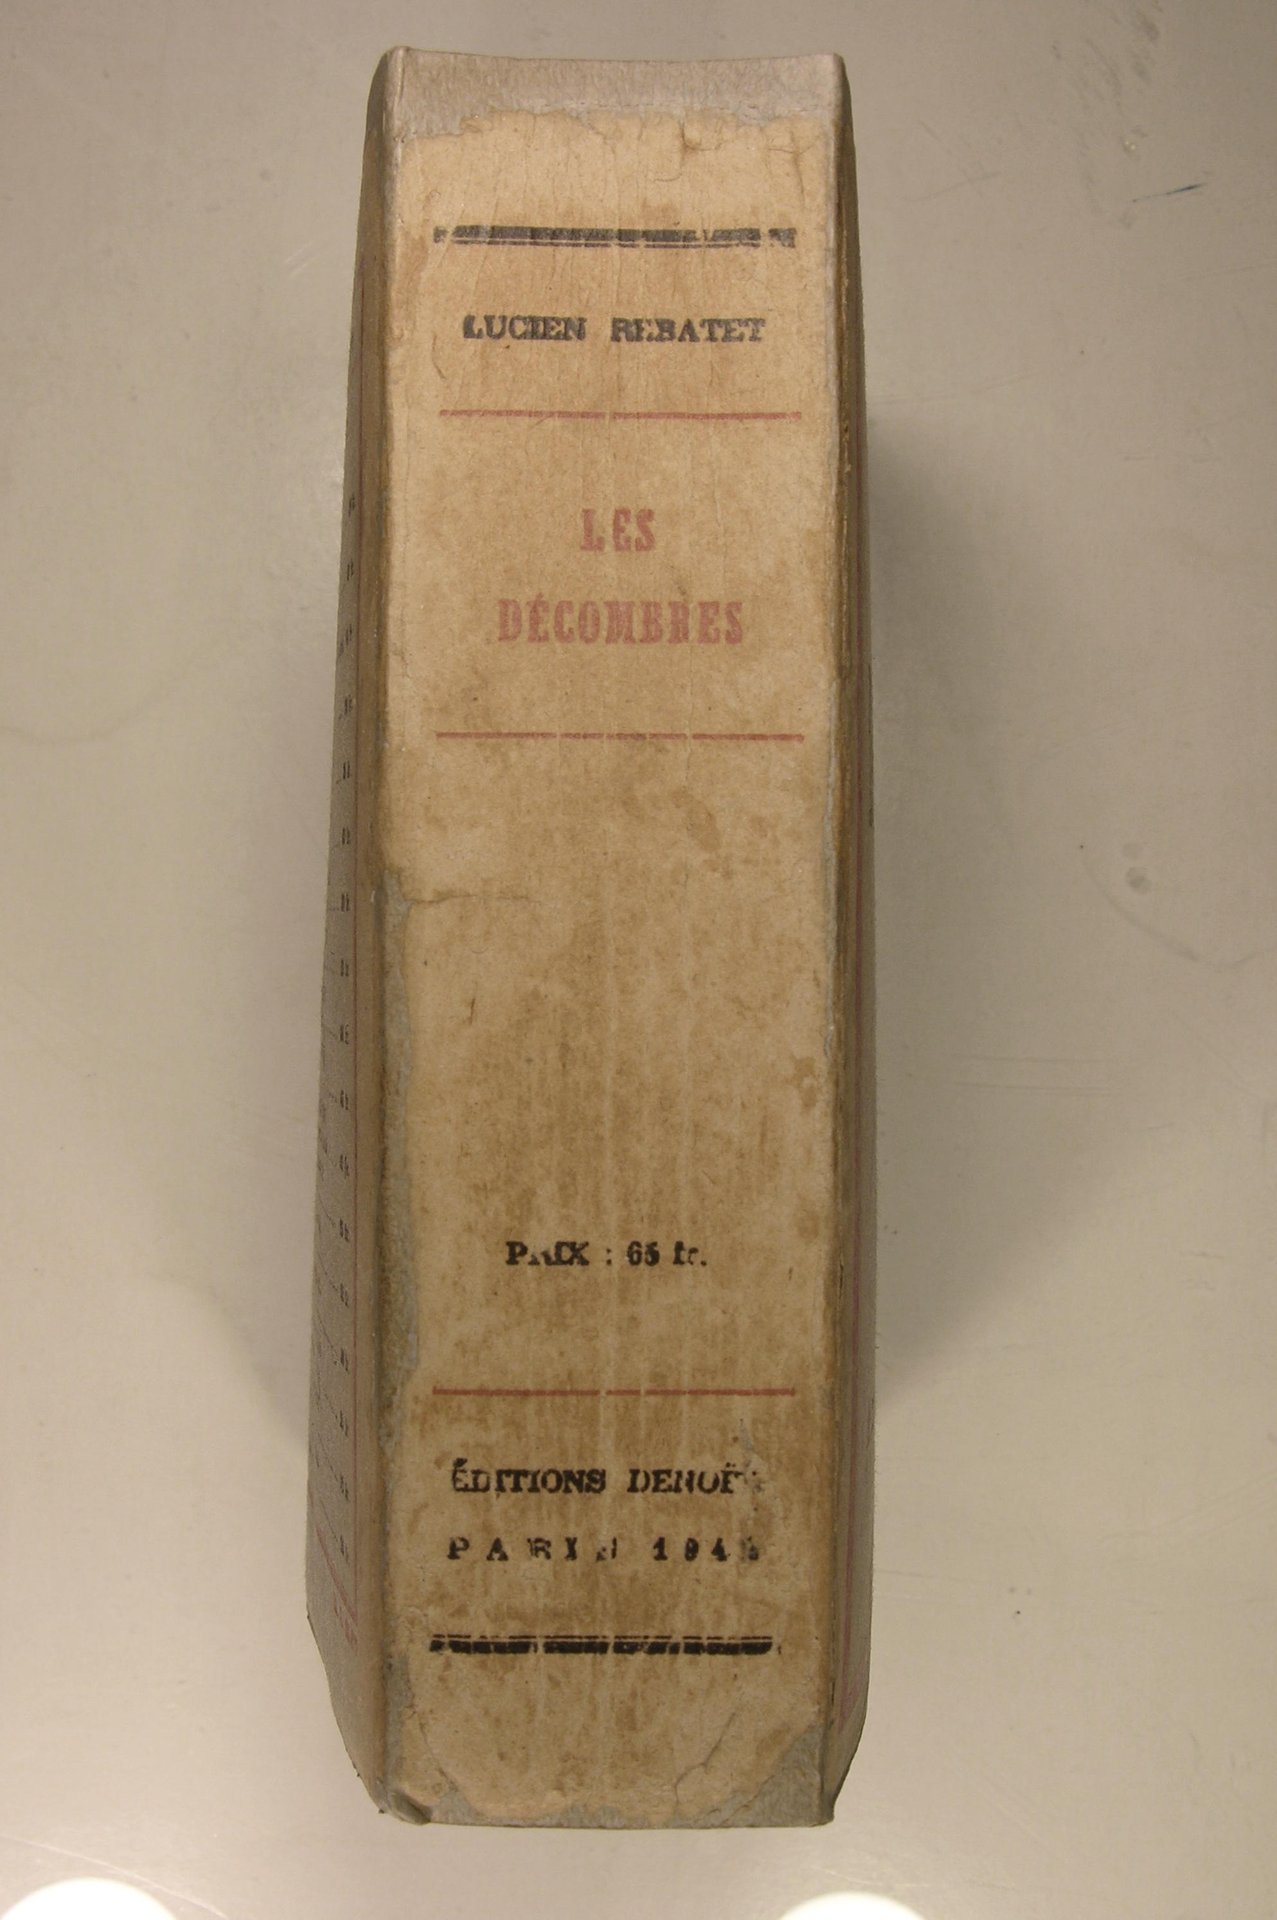 LUCIEN REBATET
LES
DÉCOMBRES
PRIX : 65 fr.
ÉDITIONS DENOËL
PARIS